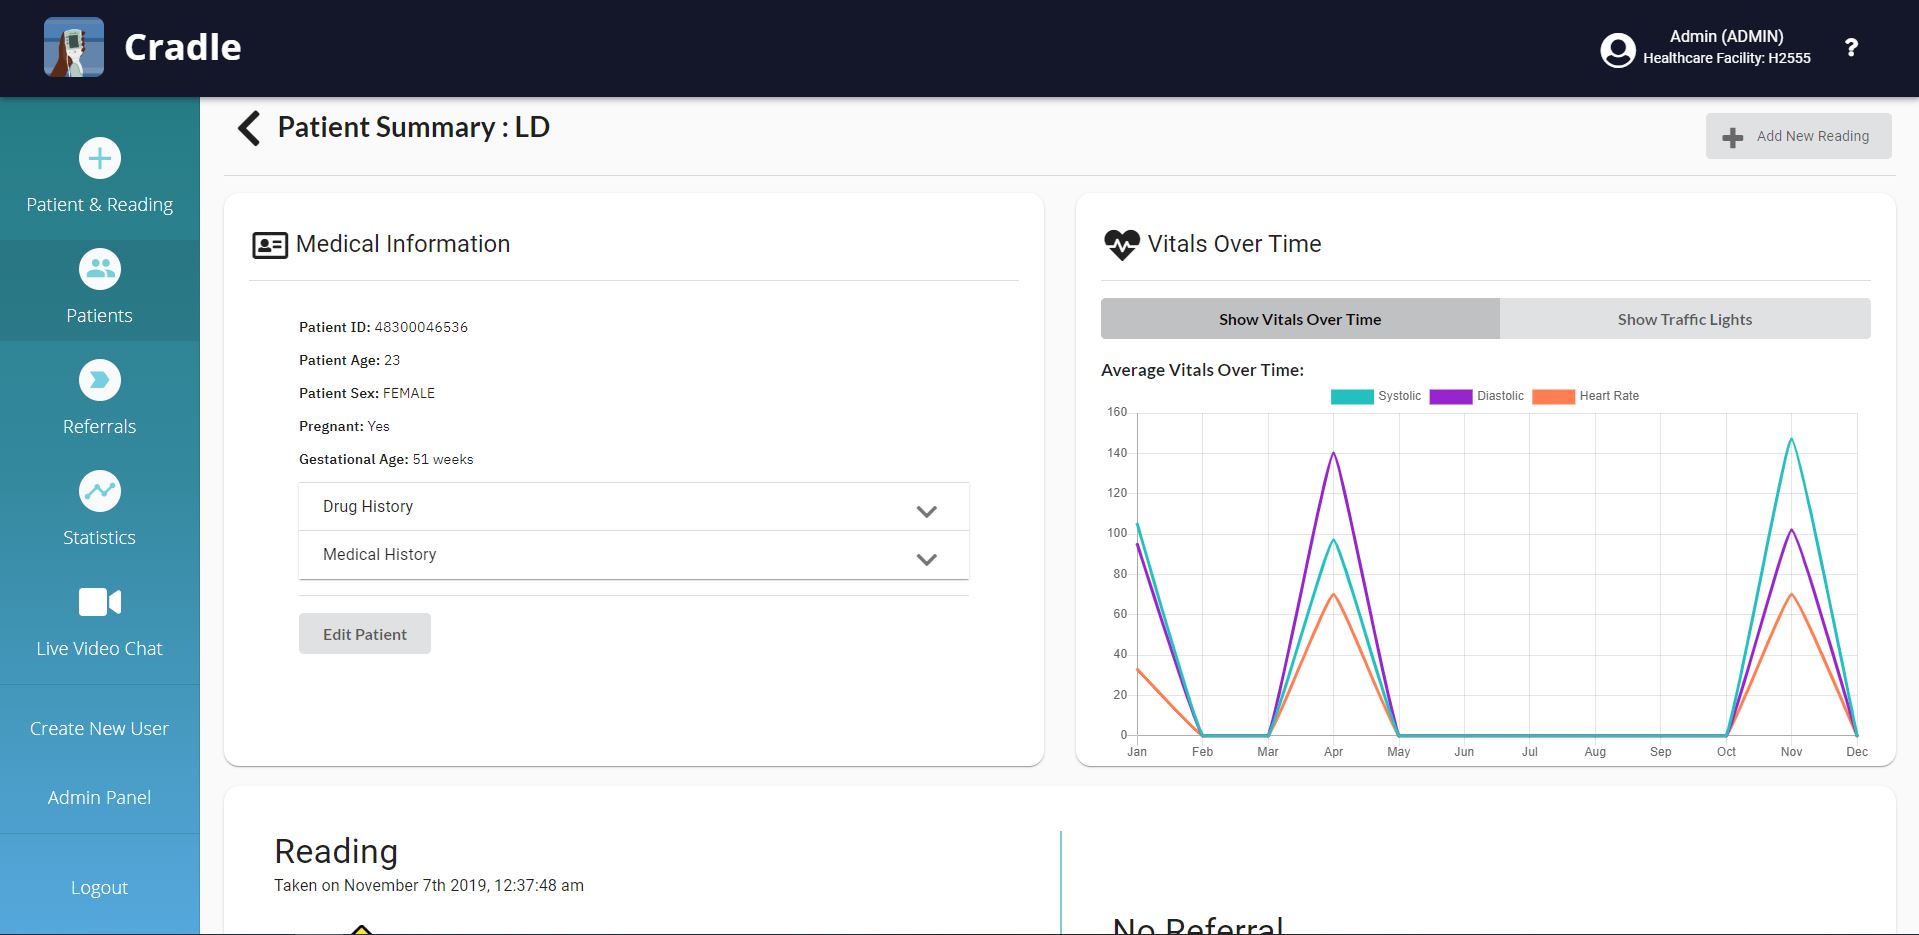 Cradle
Admin (ADMIN)
Healthcare Facility: H2555
?
Patient & Reading
Patients
Referrals
Statistics
Live Video Chat
Create New User
Admin Panel
Logout
Patient Summary : LD
Add New Reading
Medical Information
Patient ID: 48300046536
Patient Age: 23
Patient Sex: FEMALE
Pregnant: Yes
Gestational Age: 51 weeks
Drug History
Medical History
Edit Patient
Vitals Over Time
Show Vitals Over Time
Show Traffic Lights
Average Vitals Over Time:
Systolic Diastolic Heart Rate
160
140
120
100
80
60
40
20
0
Jan Feb Mar Apr May Jun Jul Aug Sep Oct Nov Dec
Reading
Taken on November 7th 2019, 12:37:48 am
No Referral